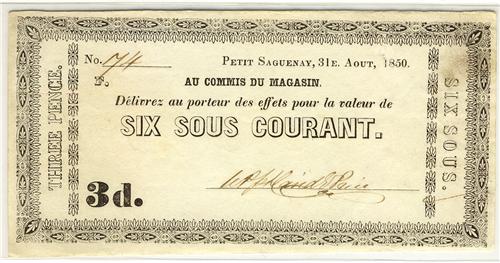 No. 74 PETIT SAGUENAY, 31E. AOUT, 1850.
F.
AU COMMIS DU MAGASIN.
Délivrez au porteur des effets pour la valeur de
SIX SOUS COURANT.
3d.
THREE PENCE.
SIX SOUS.